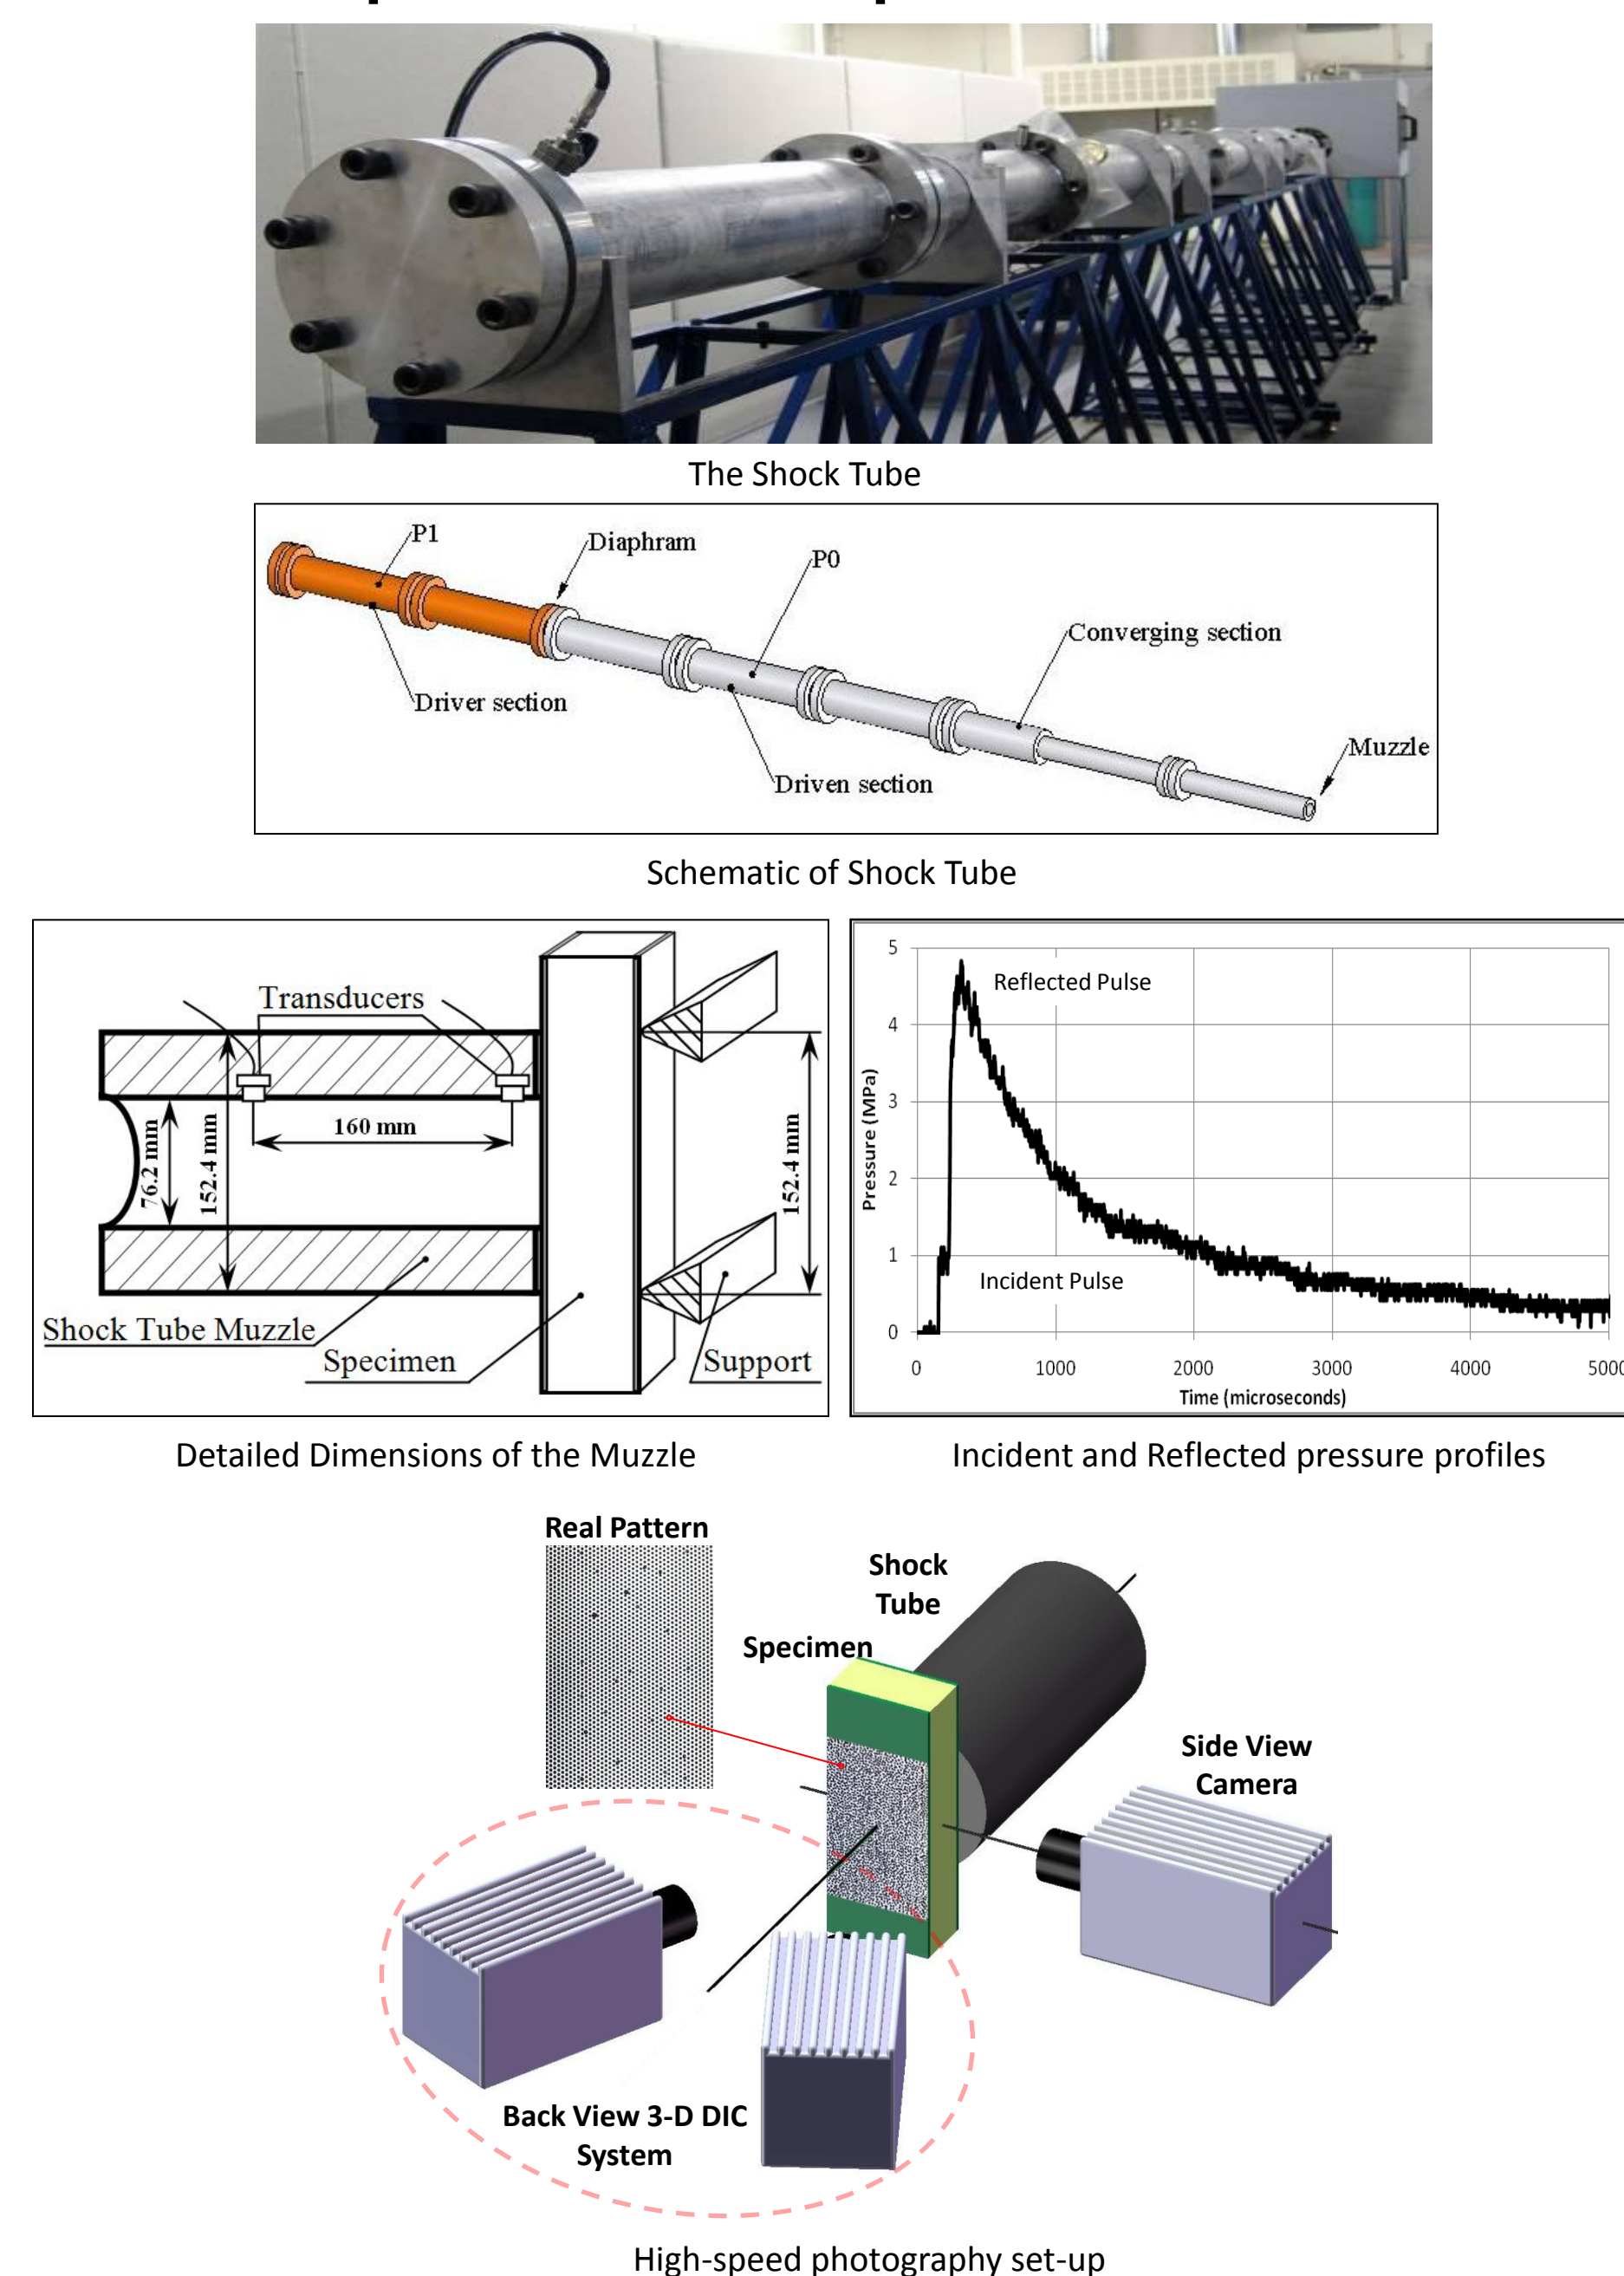 The Shock Tube
P1
Diaphram
P0
Converging section
Muzzle
Driver section
Driven section
Schematic of Shock Tube
Transducers
160 mm
76.2 mm
152.4 mm
152.4 mm
Shock Tube Muzzle
Specimen
Support
Detailed Dimensions of the Muzzle
5
4
3
2
1
0
Pressure (MPa)
Reflected Pulse
Incident Pulse
0
1000
2000
3000
4000
5000
Time (microseconds)
Incident and Reflected pressure profiles
Real Pattern
Shock
Tube
Specimen
Side View
Camera
Back View 3-D DIC
System
High-speed photography set-up